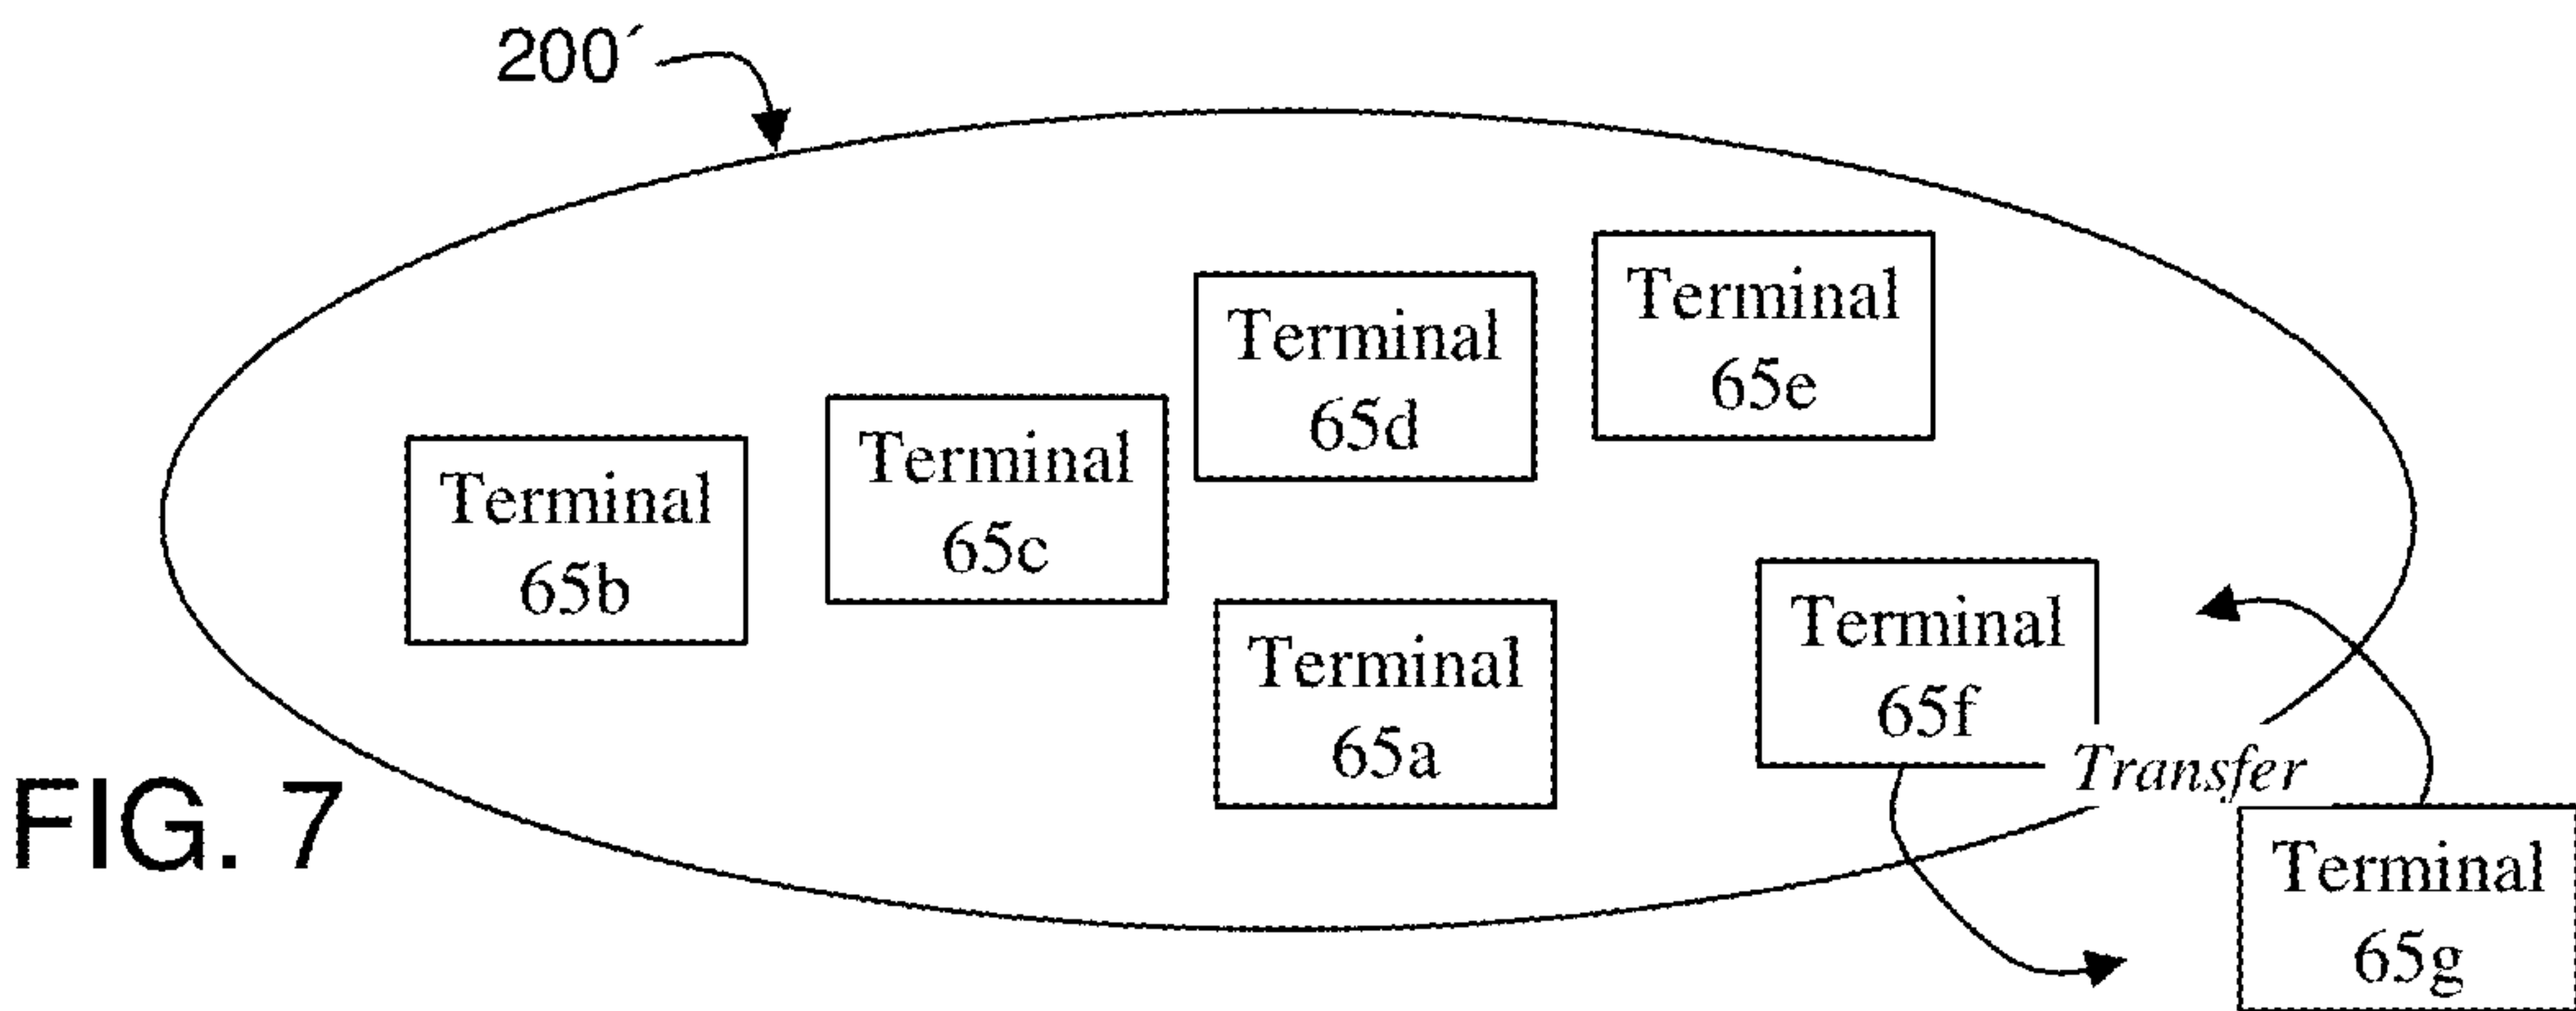 200´
Terminal
65e
Terminal
65d
Terminal
65c
Terminal
65b
Terminal
65f
Terminal
65a
Transfer
FIG. 7
Terminal
65g